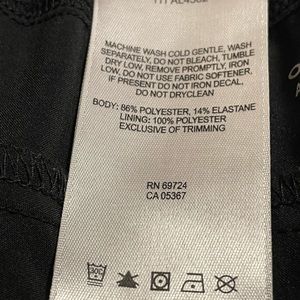 MACHINE WASH COLD GENTLE, WASH
SEPARATELY, DO NOT BLEACH, TUMBLE
DRY LOW, REMOVE PROMPTLY, IRON
LOW, DO NOT USE FABRIC SOFTENER.
IF PRESENT DO NOT IRON DECAL,
DO NOT DRYCLEAN
BODY: 86% POLYESTER, 14% ELASTANE
LINING: 100% POLYESTER
EXCLUSIVE OF TRIMMING
RN 69724
CA 05367